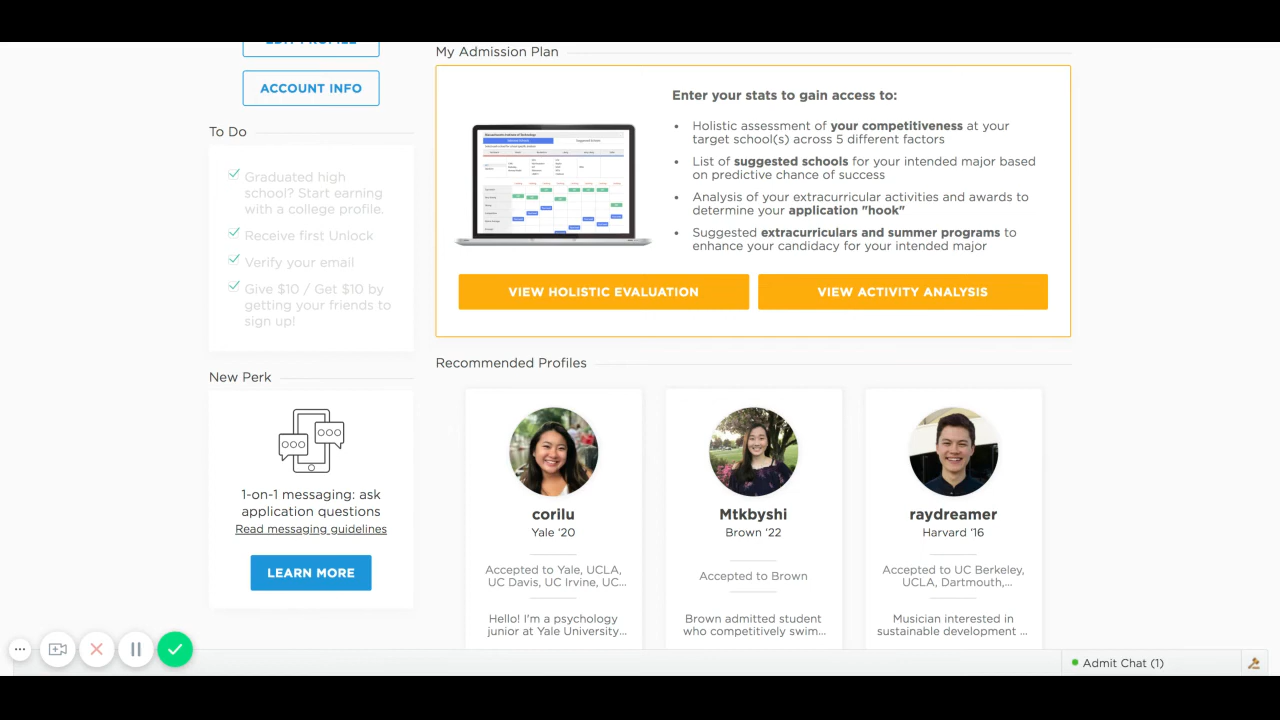 EDIT PROFILE
ACCOUNT INFO
To Do
Graduated high
school? Start earning
with a college profile.
Receive first Unlock
Verify your email
Give $10 / Get $10 by
getting your friends to
sign up!
New Perk
1-on-1 messaging: ask
application questions
Read messaging guidelines
LEARN MORE
My Admission Plan
Enter your stats to gain access to:
• Holistic assessment of your competitiveness at your
target school(s) across 5 different factors
• List of suggested schools for your intended major based
on predictive chance of success
• Analysis of your extracurricular activities and awards to
determine your application "hook"
• Suggested extracurriculars and summer programs to
enhance your candidacy for your intended major
VIEW HOLISTIC EVALUATION
VIEW ACTIVITY ANALYSIS
Recommended Profiles
corilu
Yale '20
Accepted to Yale, UCLA,
UC Davis, UC Irvine, UC...
Hello! I'm a psychology
junior at Yale University...
Mtkbyshi
Brown '22
Accepted to Brown
Brown admitted student
who competitively swim...
raydreamer
Harvard '16
Accepted to UC Berkeley,
UCLA, Dartmouth,...
Musician interested in
sustainable development ...
Admit Chat (1)